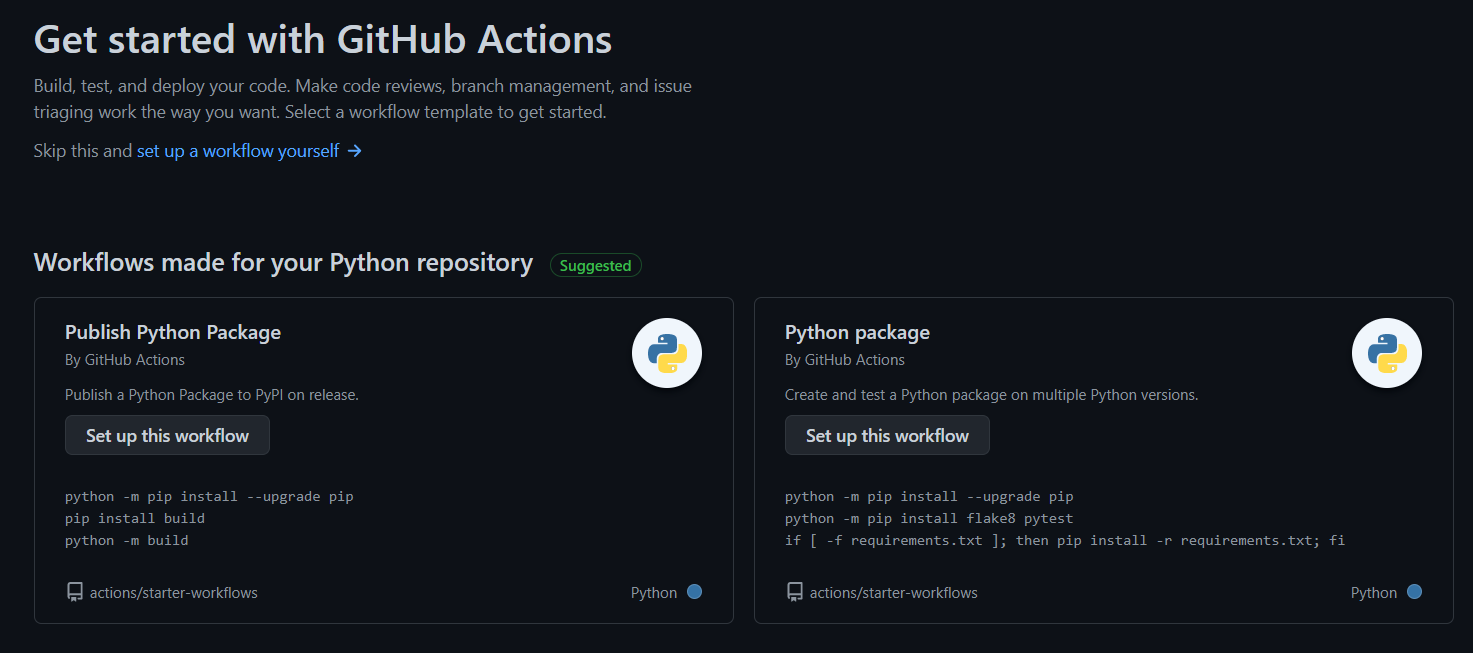 Get started with GitHub Actions
Build, test, and deploy your code. Make code reviews, branch management, and issue
triaging work the way you want. Select a workflow template to get started.
Skip this and set up a workflow yourself →
Workflows made for your Python repository Suggested
Publish Python Package
By GitHub Actions
Publish a Python Package to PyPI on release.
Set up this workflow
python -m pip install --upgrade pip
pip install build
python -m build
actions/starter-workflows
Python
Python package
By GitHub Actions
Create and test a Python package on multiple Python versions.
Set up this workflow
python -m pip install --upgrade pip
python -m pip install flake8 pytest
if [ -f requirements.txt ]; then pip install -r requirements.txt; fi
actions/starter-workflows
Python